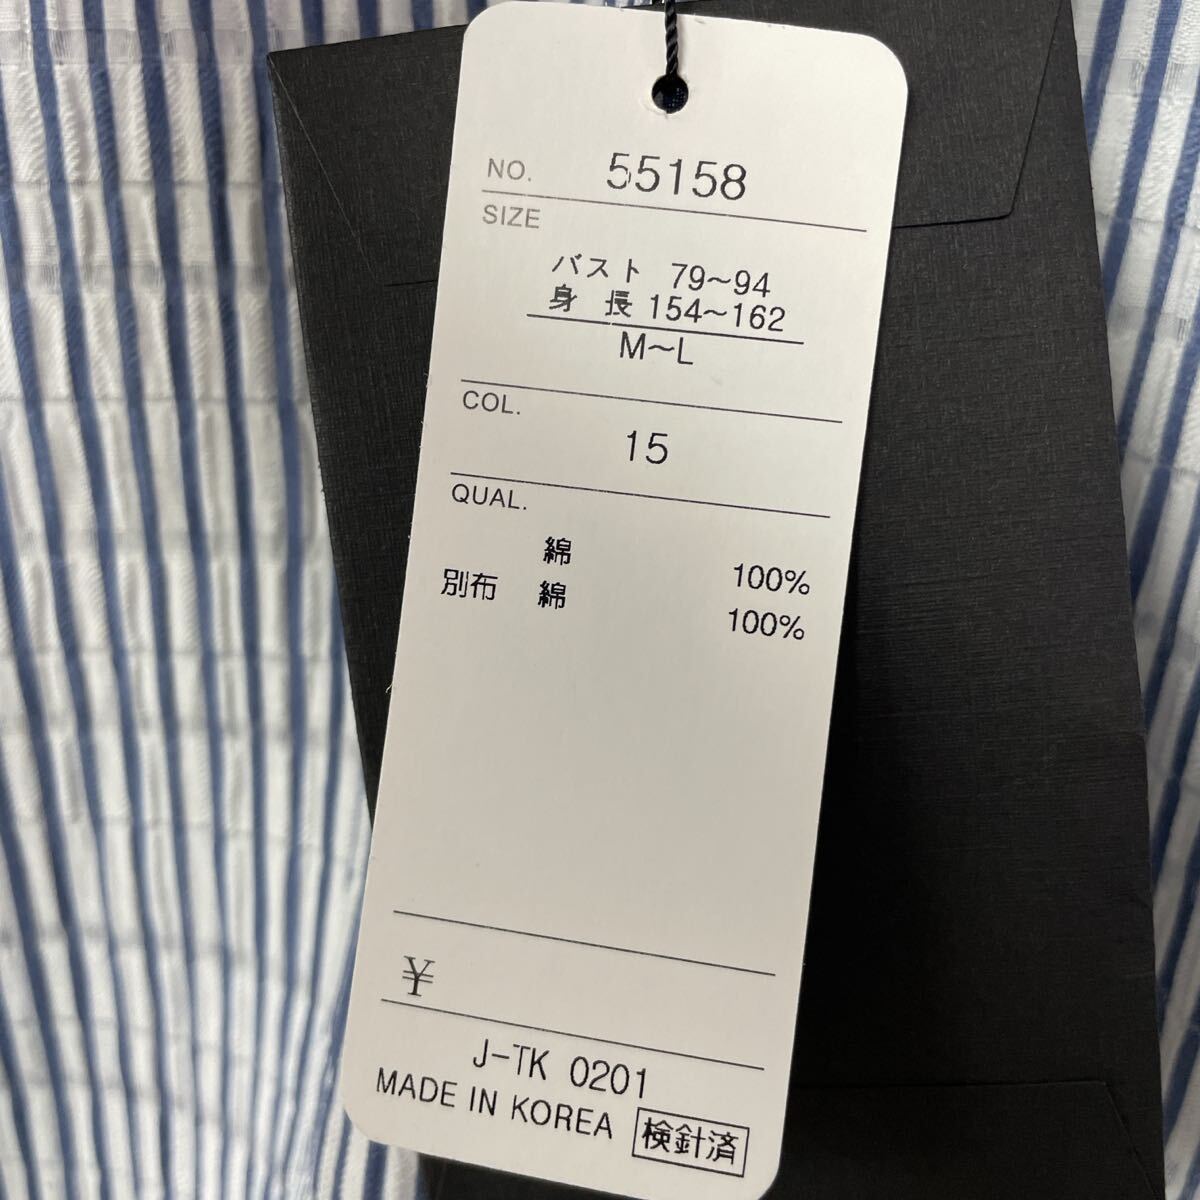 NO. 55158
SIZE
バスト 79~94
身 長 154~162
M~L
COL.
15
QUAL.
綿 100%
別布 綿 100%
¥
J-TK 0201
MADE IN KOREA 検針済